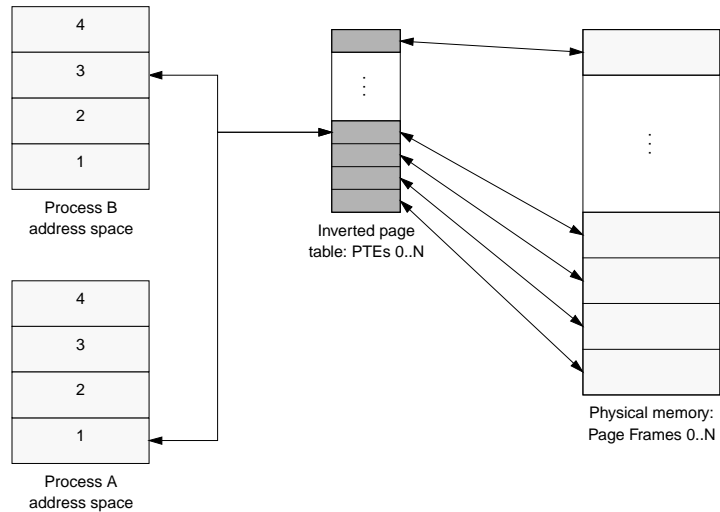 4
3
2
1
Process B
address space
4
3
2
1
Process A
address space
Inverted page
table: PTEs 0..N
Physical memory:
Page Frames 0..N